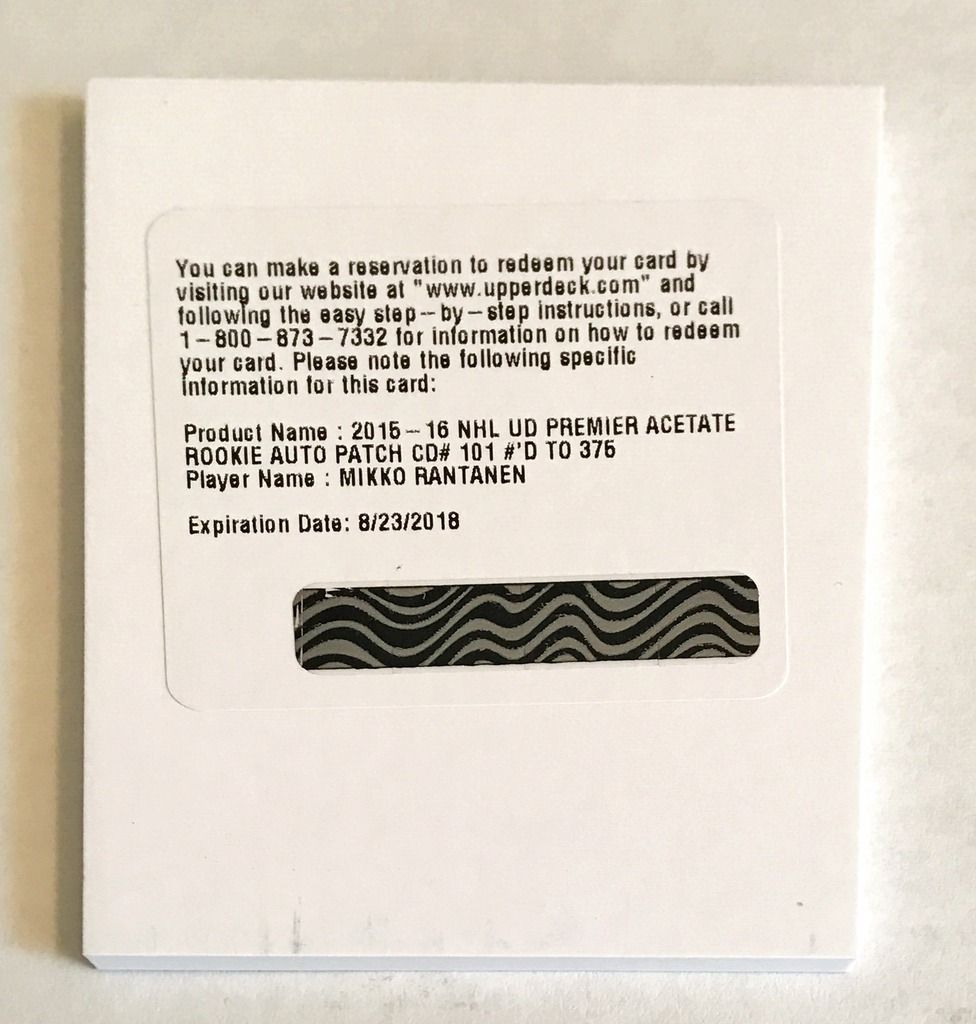 You can make a reservation to redeem your card by
visiting our website at "www.upperdeck.com" and
following the easy step-by-step instructions, or call
1-800-873-7332 for information on how to redeem
your card. Please note the following specific
information for this card:
Product Name : 2015-16 NHL UD PREMIER ACETATE
ROOKIE AUTO PATCH CD# 101 #'D TO 375
Player Name : MIKKO RANTANEN
Expiration Date: 8/23/2018